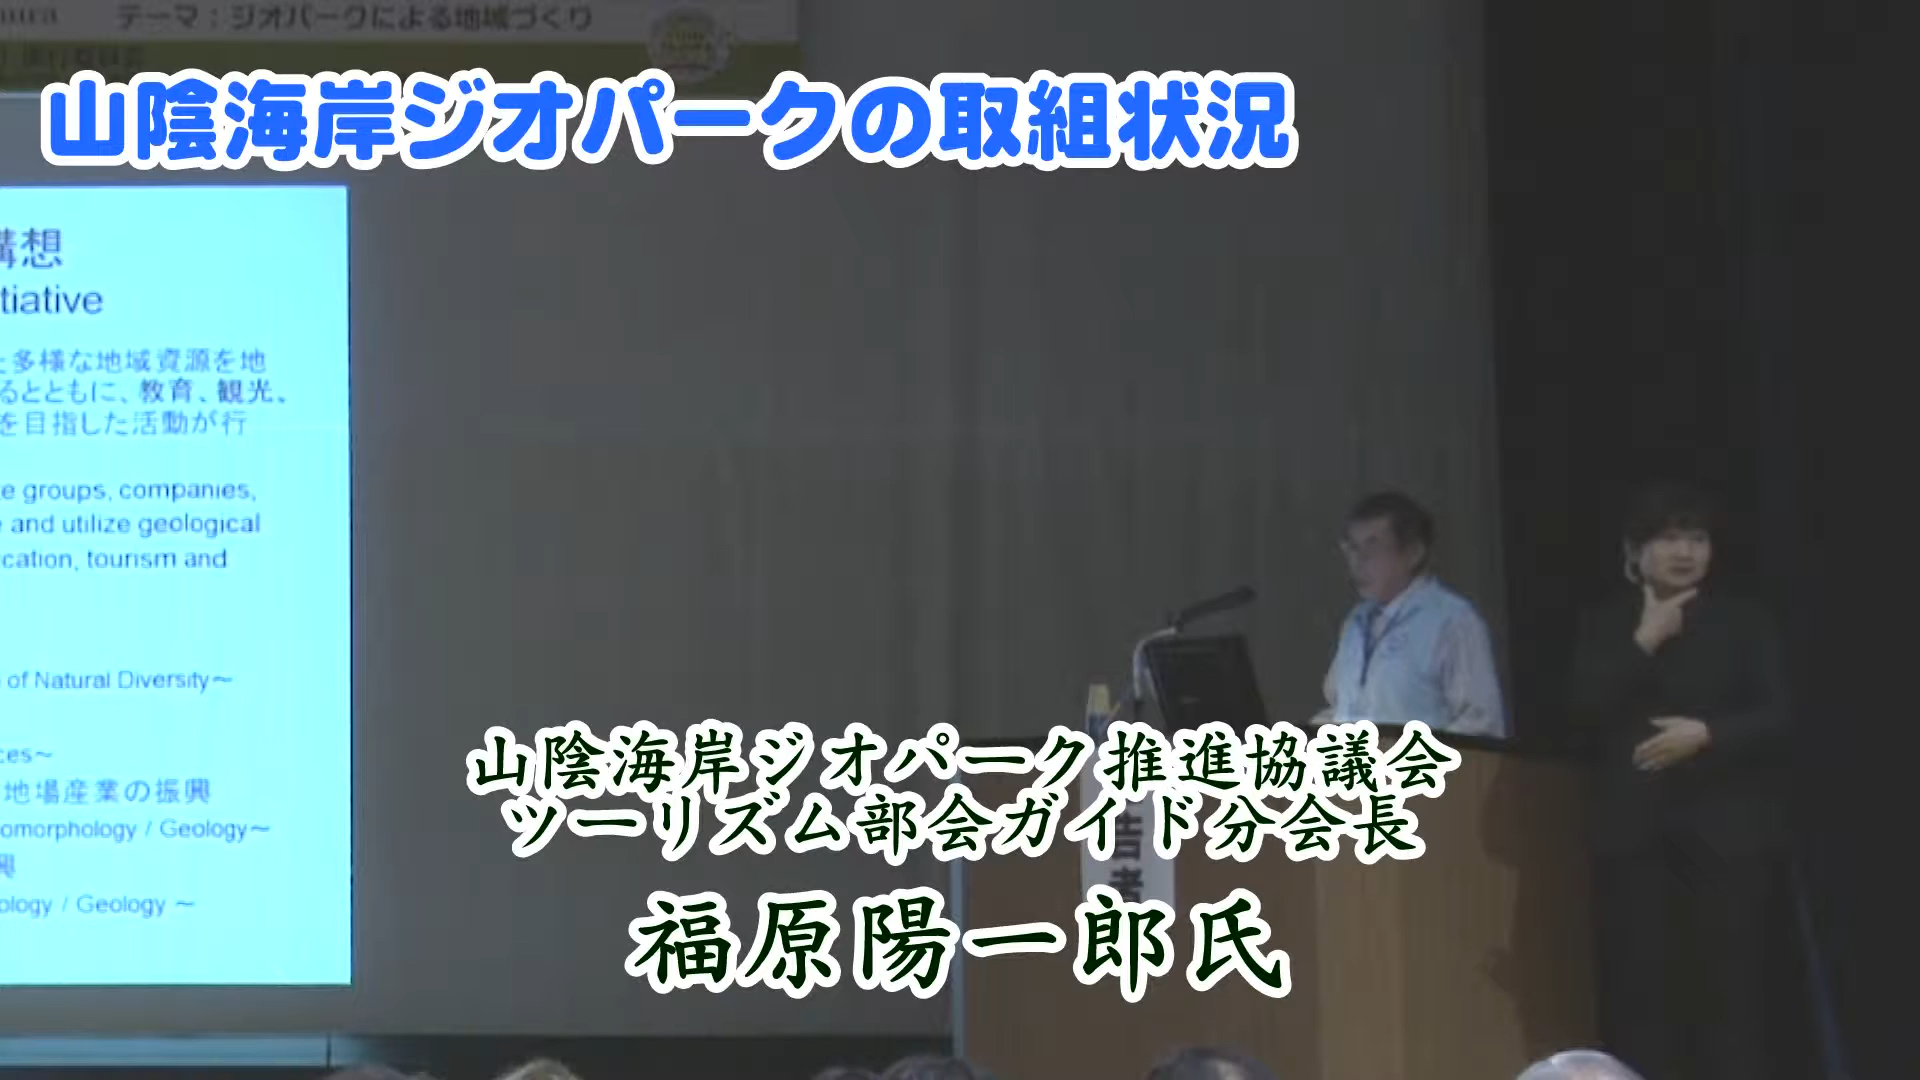 テーマ：ジオパークによる地域づくり
山陰海岸ジオパークの取組状況
構想
tiative
多様な地域資源を地
るとともに、教育、観光、
を目指した活動が行
e groups, companies,
and utilize geological
cation, tourism and
of Natural Diversity～
ces～
地場産業の振興
omorphology / Geology～
興
ology / Geology ～
山陰海岸ジオパーク推進協議会
ツーリズム部会ガイド分会長
告者
福原陽一郎氏